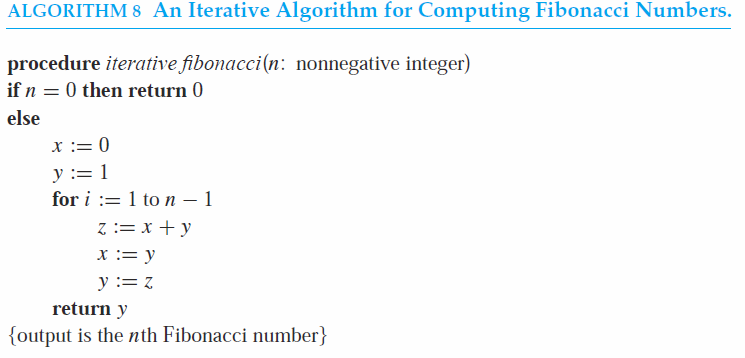 ALGORITHM 8 An Iterative Algorithm for Computing Fibonacci Numbers.
procedure iterative fibonacci(n: nonnegative integer)
if n = 0 then return 0
else
x := 0
y := 1
for i := 1 to n − 1
z := x + y
x := y
y := z
return y
{output is the nth Fibonacci number}